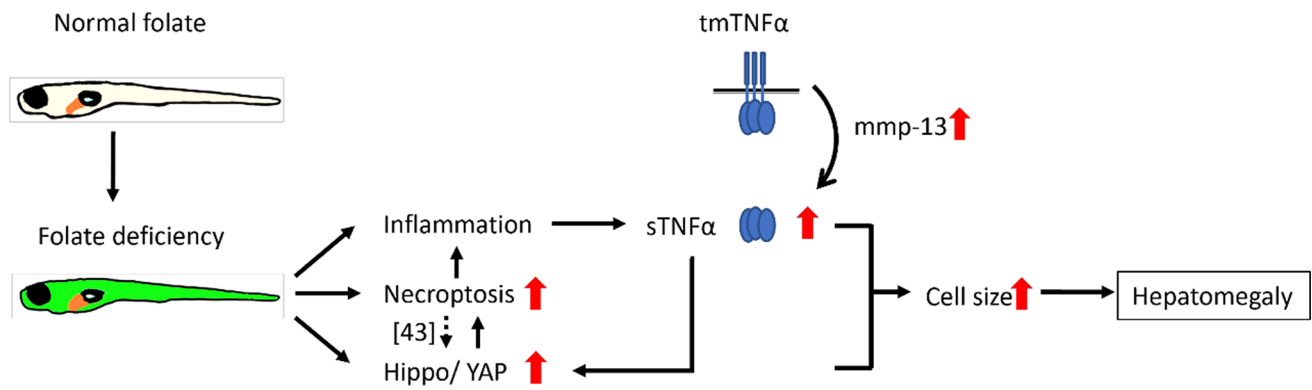 Normal folate
tmTNFα
mmp-13
Folate deficiency
Inflammation
sTNFα
Necroptosis
[43]
Hippo/ YAP
Cell size
Hepatomegaly